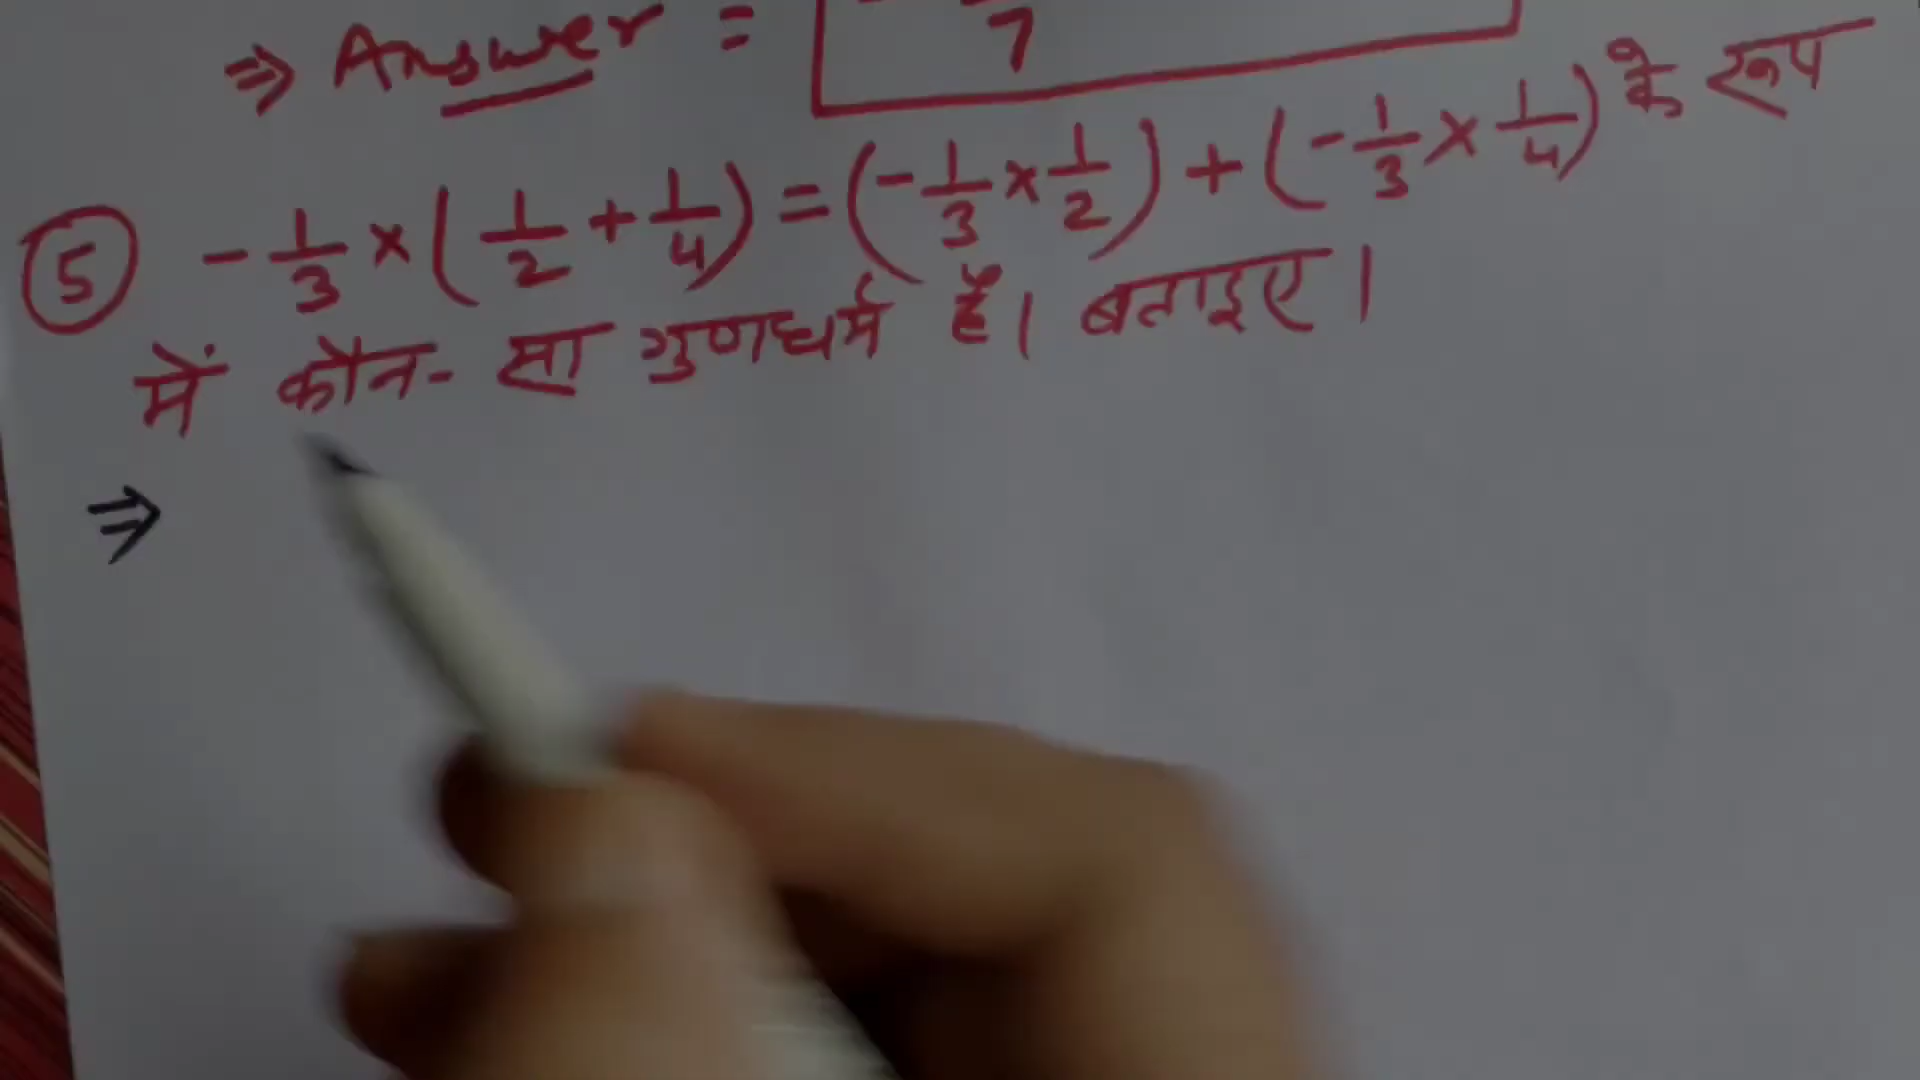 ⇒ Answer = 7
⑤ -1/3 × (1/2 + 1/4) = (-1/3 × 1/2) + (-1/3 × 1/4) के रूप
में कौन-सा गुणधर्म है। बताइए।
⇒